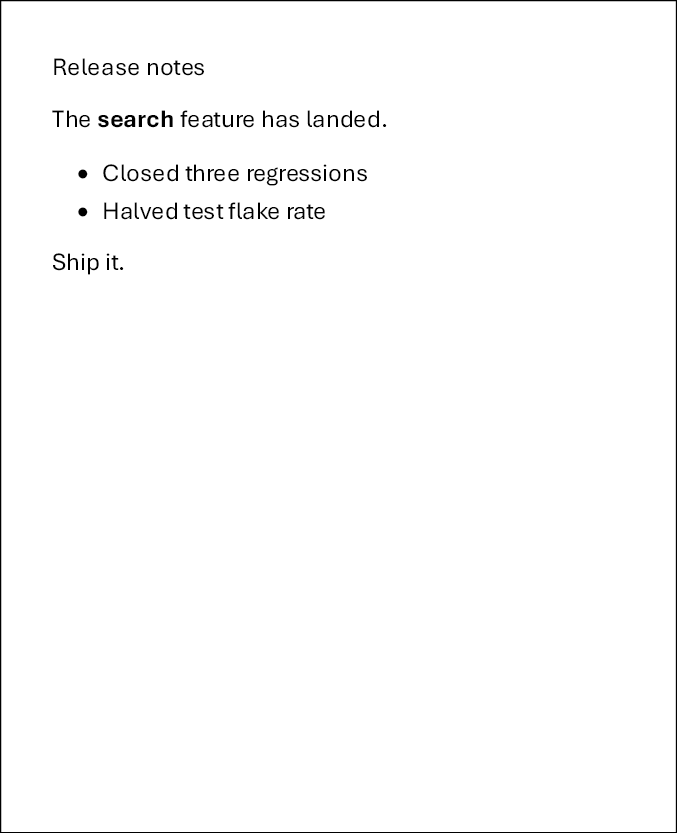 Release notes
The search feature has landed.
• Closed three regressions
• Halved test flake rate
Ship it.